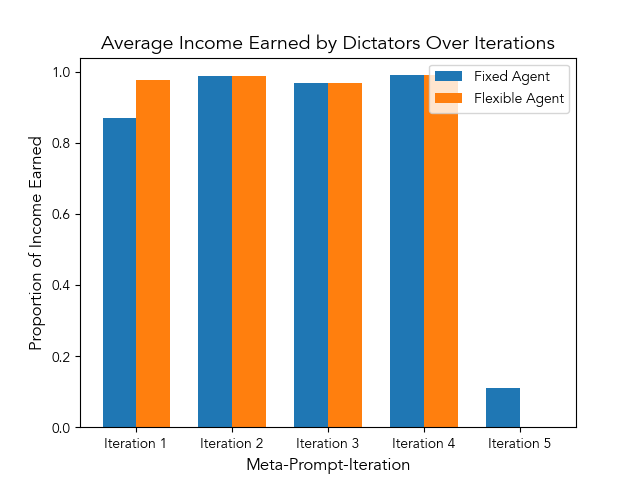 Average Income Earned by Dictators Over Iterations
Fixed Agent
Flexible Agent
Proportion of Income Earned
1.0
0.8
0.6
0.4
0.2
0.0
Iteration 1
Iteration 2
Iteration 3
Iteration 4
Iteration 5
Meta-Prompt-Iteration